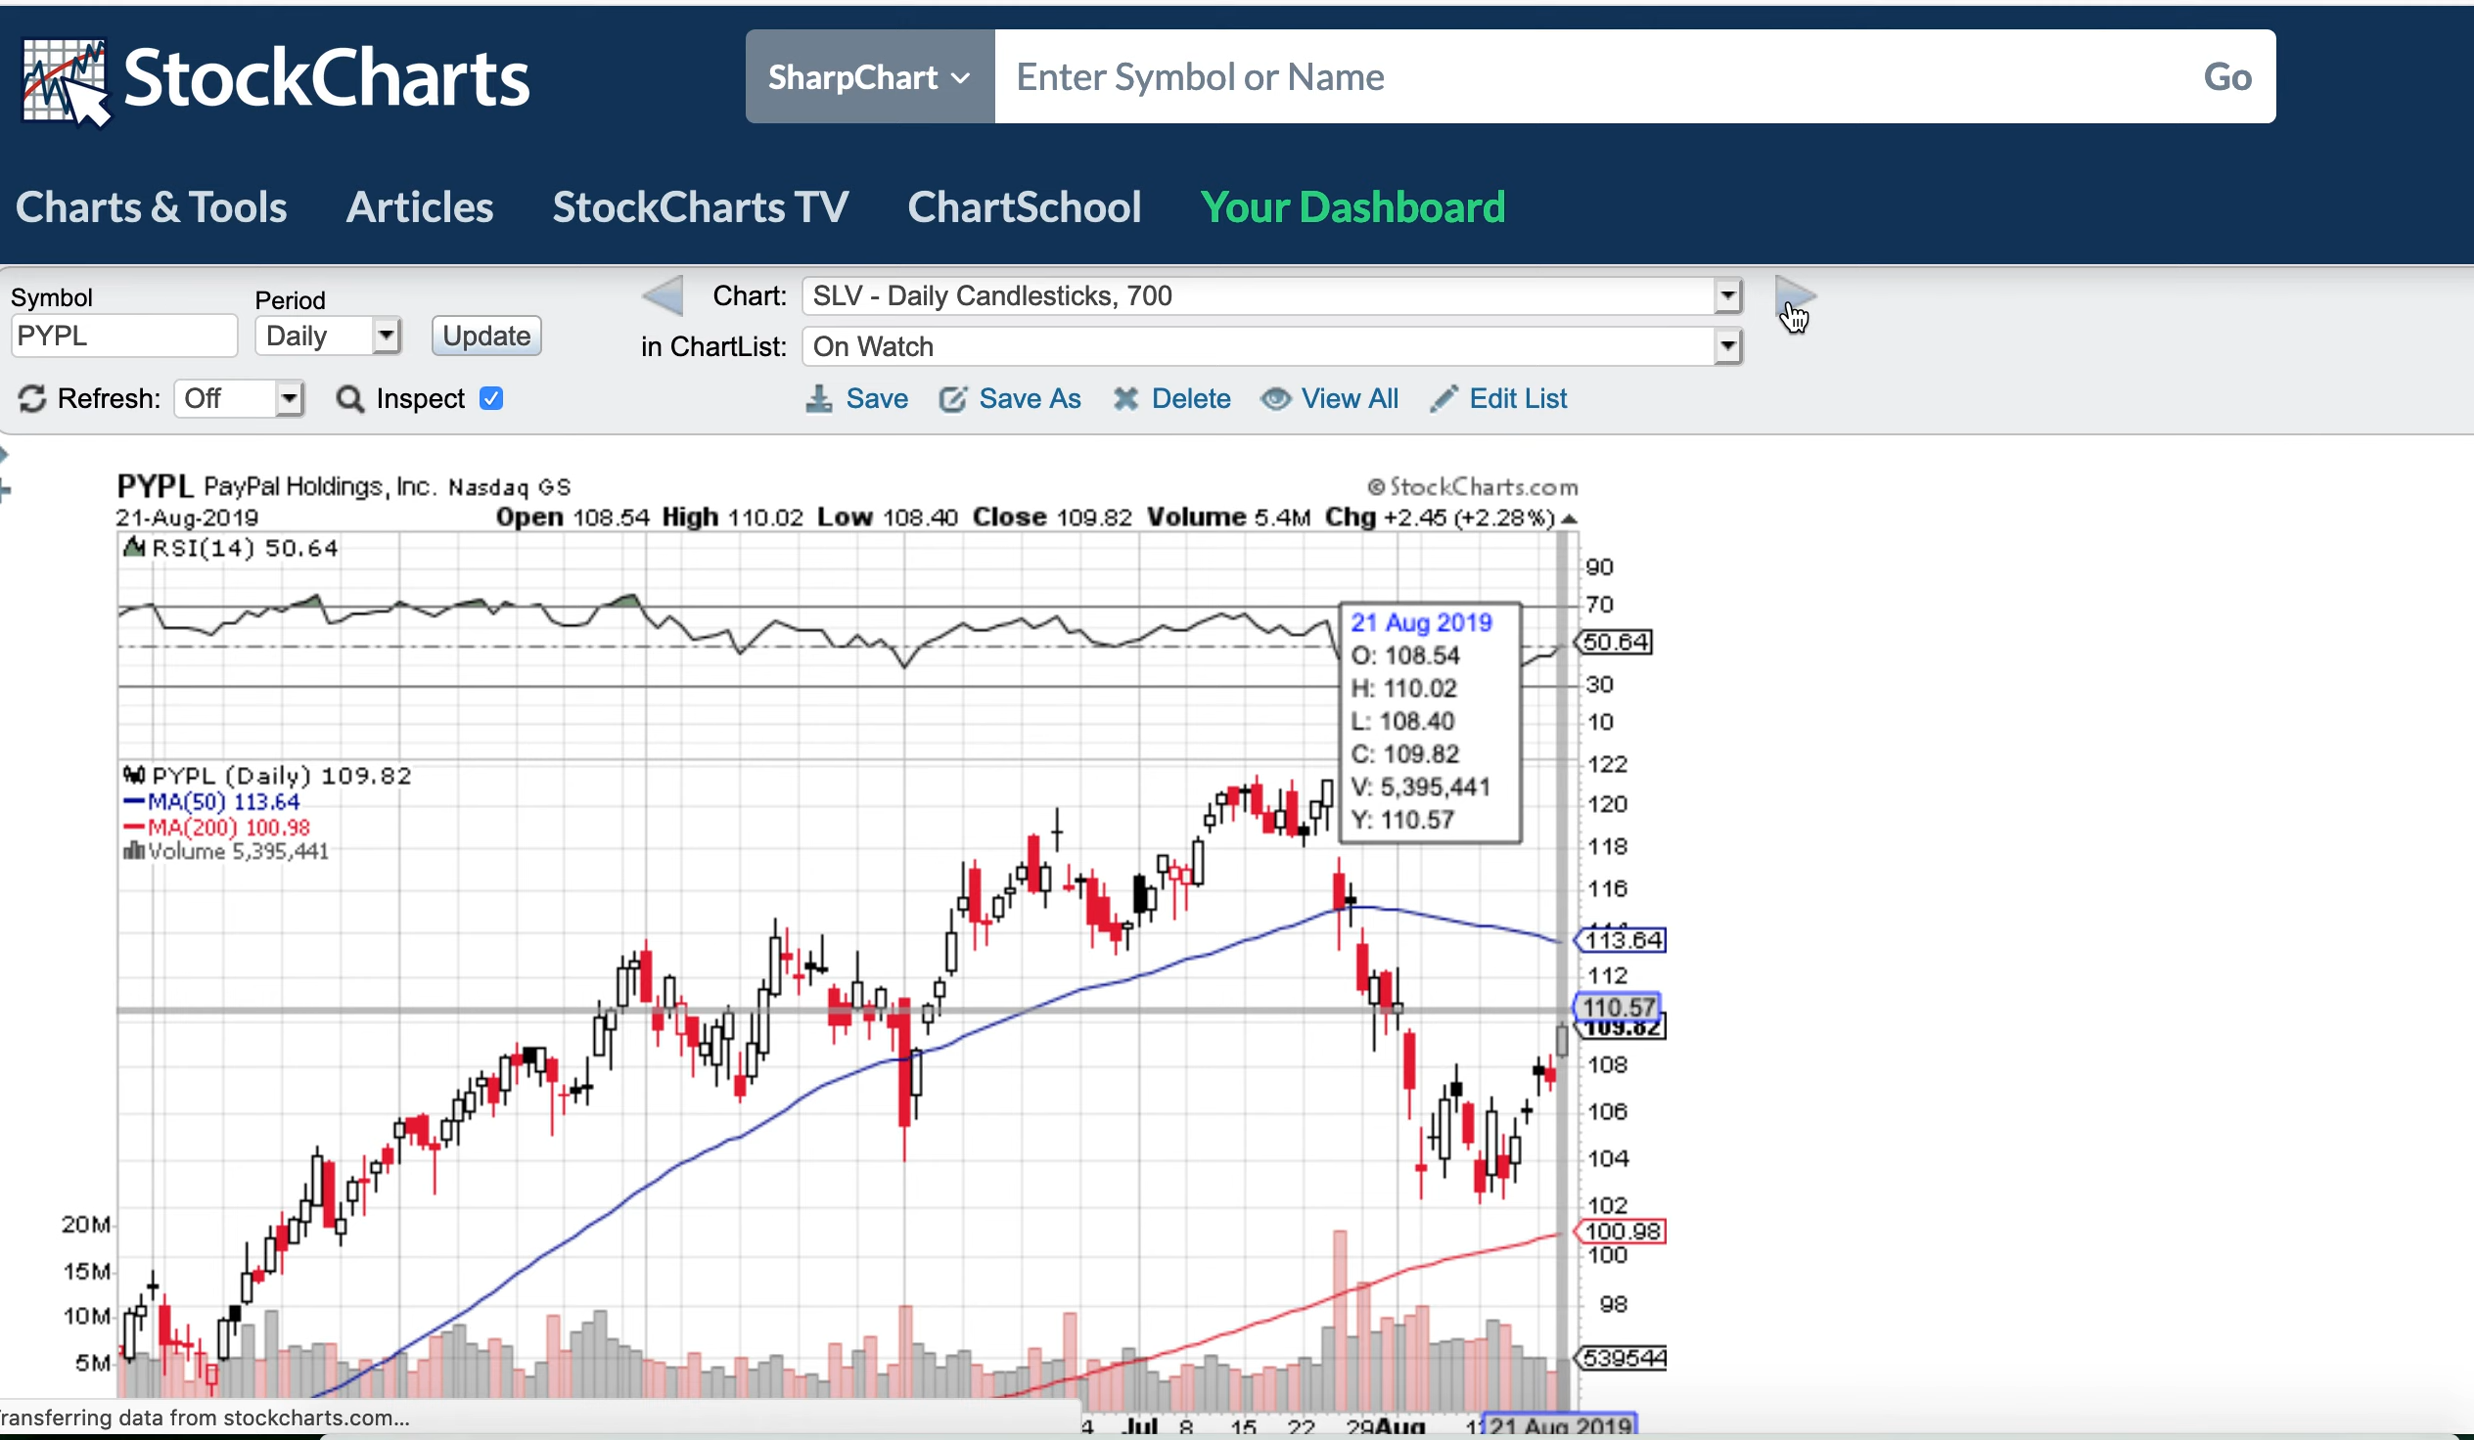 StockCharts
SharpChart
Enter Symbol or Name
Go
Charts & Tools
Articles
StockCharts TV
ChartSchool
Your Dashboard
Symbol
Period
Chart:
SLV - Daily Candlesticks, 700
PYPL
Daily
Update
in ChartList:
On Watch
Refresh:
Off
Inspect
Save
Save As
Delete
View All
Edit List
PYPL PayPal Holdings, Inc. Nasdaq GS
© StockCharts.com
21-Aug-2019
Open 108.54 High 110.02 Low 108.40 Close 109.82 Volume 5.4M Chg +2.45 (+2.28%)
RSI(14) 50.64
90
70
50.64
30
10
21 Aug 2019
O: 108.54
H: 110.02
L: 108.40
C: 109.82
V: 5,395,441
Y: 110.57
PYPL (Daily) 109.82
MA(50) 113.64
MA(200) 100.98
Volume 5,395,441
122
120
118
116
113.64
112
110.57
109.82
108
106
104
102
100.98
100
98
539544
20M
15M
10M
5M
ransferring data from stockcharts.com...
4
Jul
8
15
22
29
Aug
21 Aug 2019